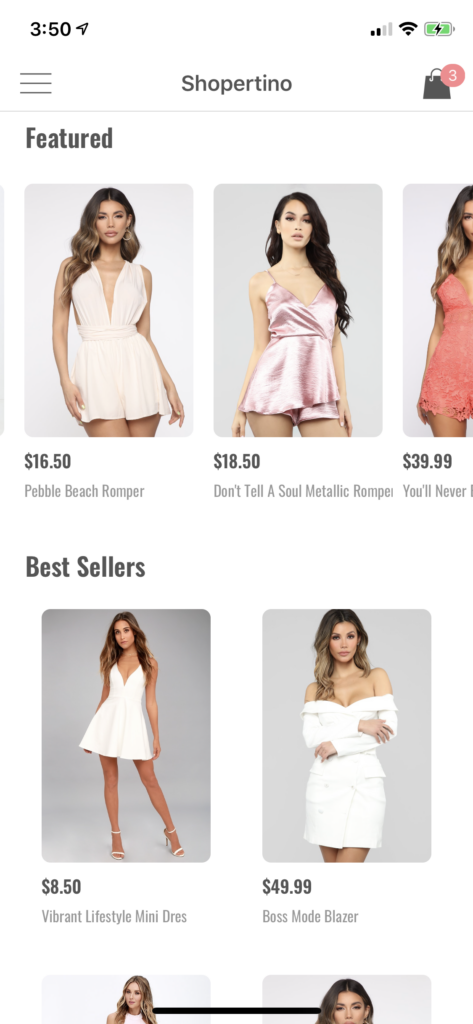 3:50
Shopertino
3
Featured
$16.50
Pebble Beach Romper
$18.50
Don't Tell A Soul Metallic Romper
$39.99
You'll Never
Best Sellers
$8.50
Vibrant Lifestyle Mini Dres
$49.99
Boss Mode Blazer